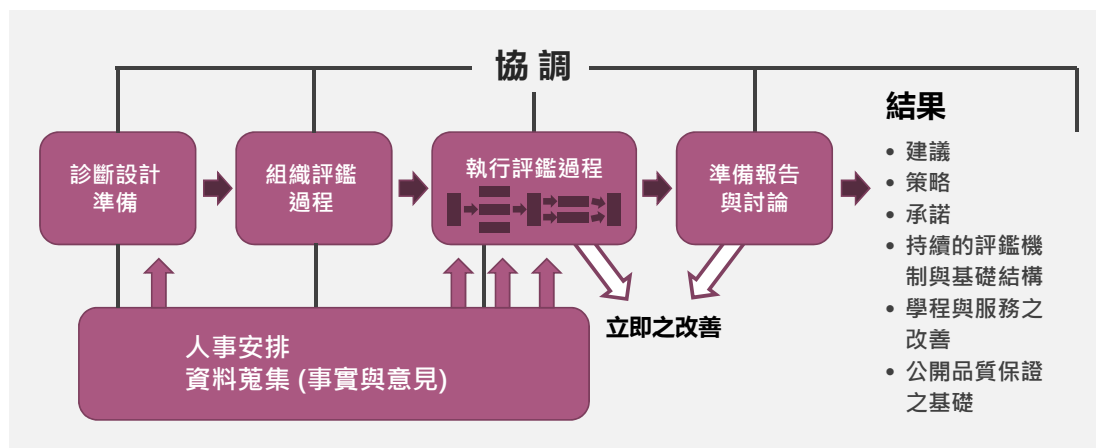 協調
診斷設計
準備
組織評鑑
過程
執行評鑑過程
準備報告
與討論
結果
• 建議
• 策略
• 承諾
• 持續的評鑑機
制與基礎結構
• 學程與服務之
改善
• 公開品質保證
之基礎
立即之改善
人事安排
資料蒐集 (事實與意見)